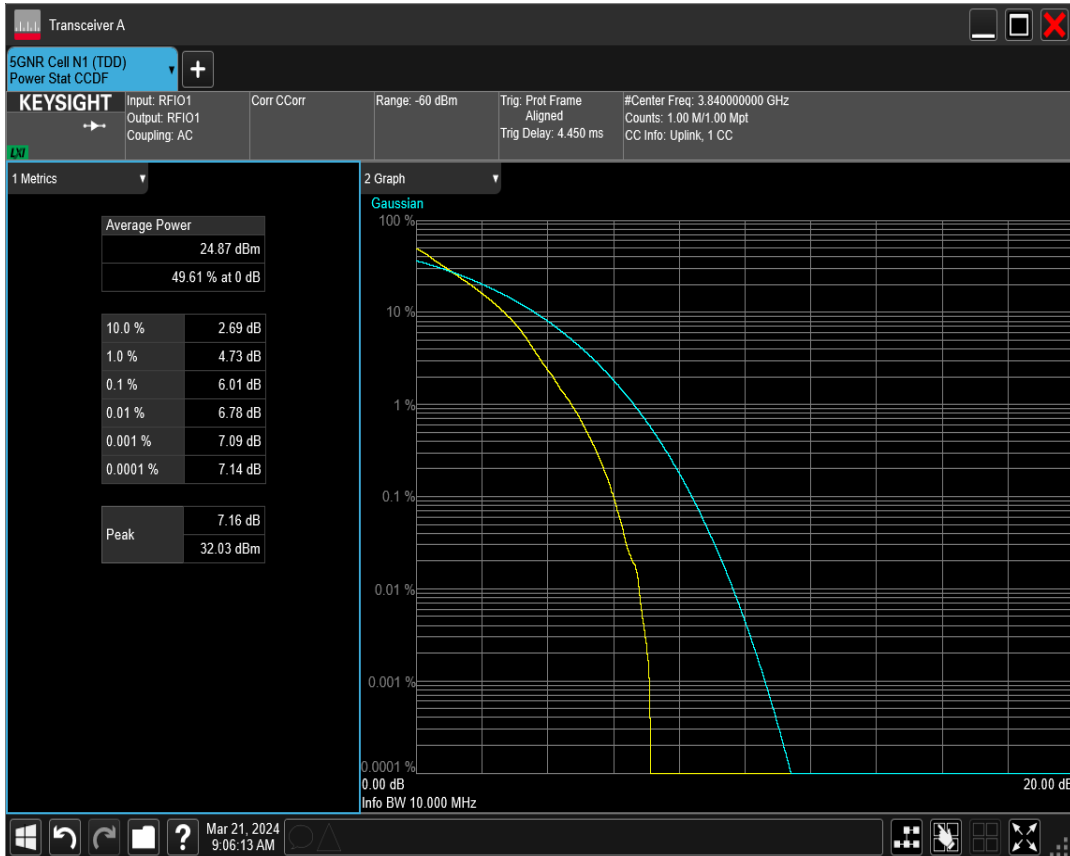 Transceiver A
5GNR Cell N1 (TDD)
Power Stat CCDF
+
KEYSIGHT
LXI
Input: RFIO1
Output: RFIO1
Coupling: AC
Corr CCorr
Range: -60 dBm
Trig: Prot Frame
Aligned
Trig Delay: 4.450 ms
#Center Freq: 3.840000000 GHz
Counts: 1.00 M/1.00 Mpt
CC Info: Uplink, 1 CC
1 Metrics
Average Power
24.87 dBm
49.61 % at 0 dB
10.0 % 2.69 dB
1.0 % 4.73 dB
0.1 % 6.01 dB
0.01 % 6.78 dB
0.001 % 7.09 dB
0.0001 % 7.14 dB
Peak
7.16 dB
32.03 dBm
2 Graph
Gaussian
100 %
10 %
1 %
0.1 %
0.01 %
0.001 %
0.0001 %
0.00 dB 20.00 dB
Info BW 10.000 MHz
?
Mar 21, 2024
9:06:13 AM